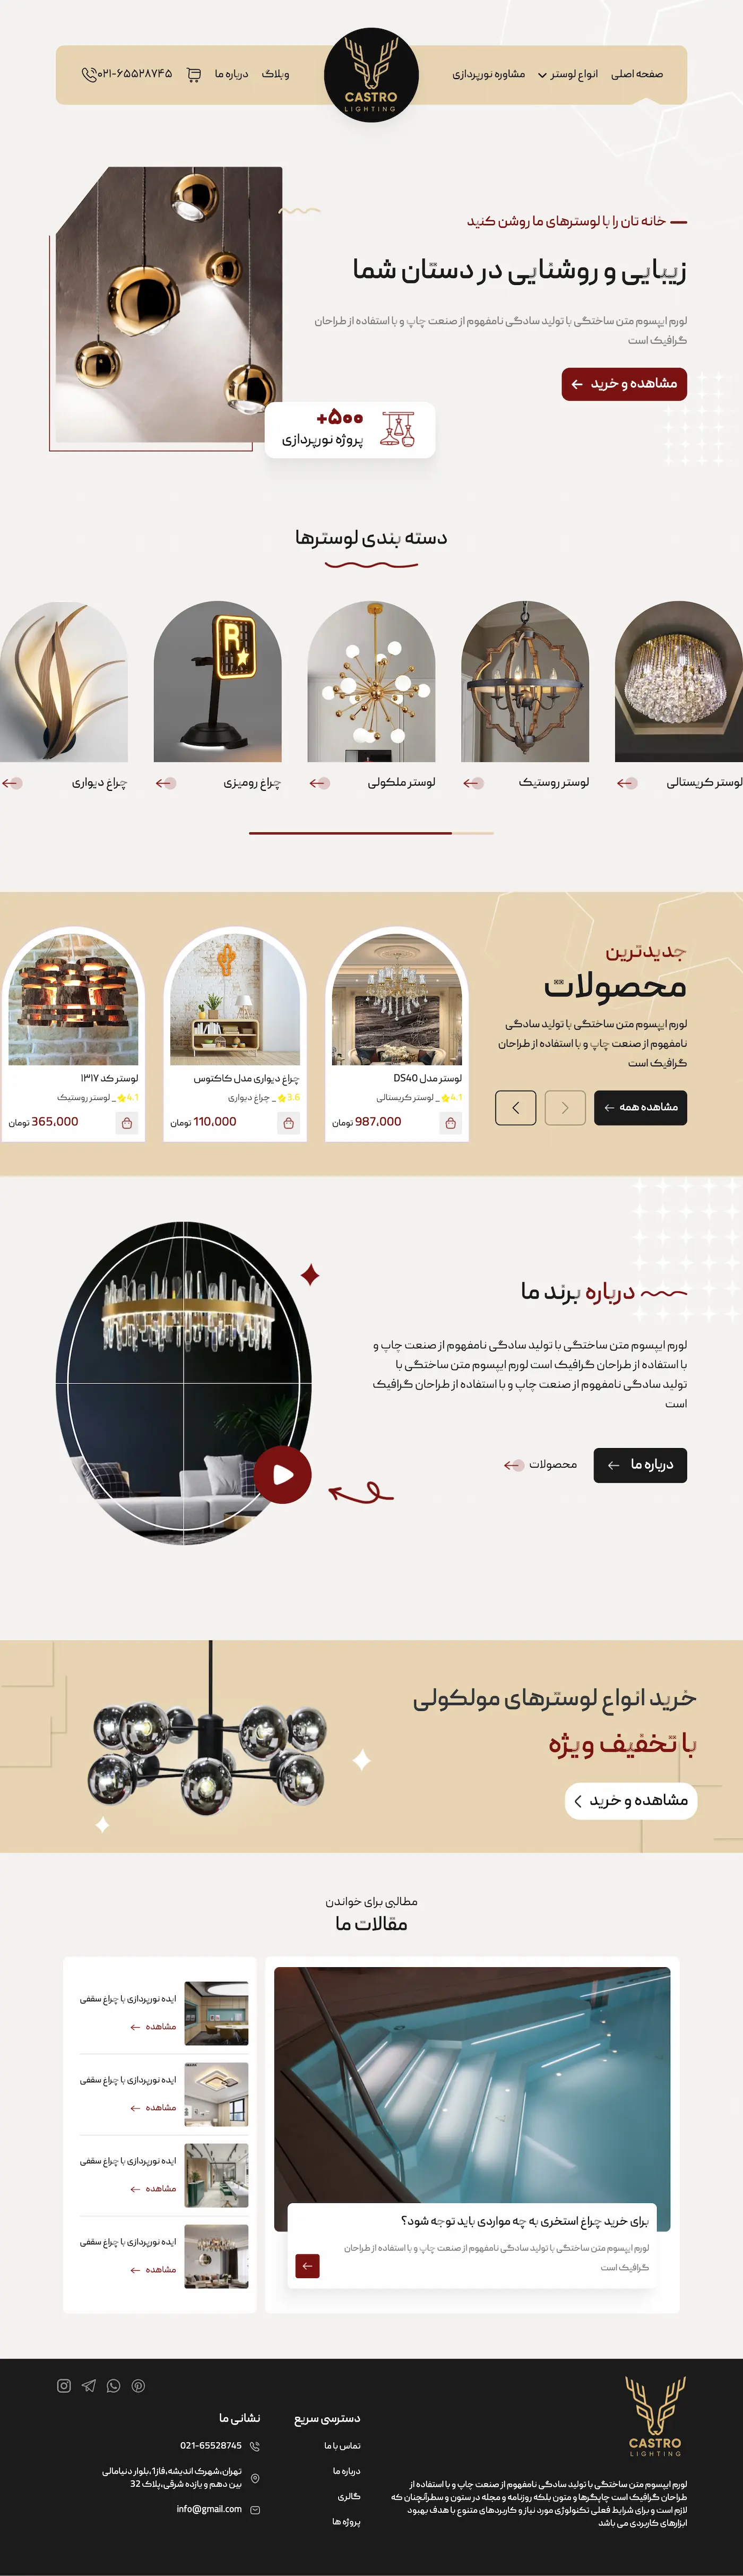 صفحه اصلی
انواع لوستر
مشاوره نورپردازی
CASTRO
LIGHTING
وبلاگ
درباره ما
۰۲۱-۶۵۵۲۸۷۴۵
خانه تان را با لوسترهای ما روشن کنید
زیبایی و روشنایی در دستان شما
لورم ایپسوم متن ساختگی با تولید سادگی نامفهوم از صنعت چاپ و با استفاده از طراحان
گرافیک است
مشاهده و خرید
+۵۰۰
پروژه نورپردازی
دسته بندی لوسترها
لوستر کریستالی
لوستر روستیک
لوستر ملکولی
چراغ رومیزی
چراغ دیواری
جدیدترین
محصولات
لورم ایپسوم متن ساختگی با تولید سادگی
نامفهوم از صنعت چاپ و با استفاده از طراحان
گرافیک است
مشاهده همه
لوستر مدل DS40
4.1 _ لوستر کریستالی
987,000 تومان
چراغ دیواری مدل کاکتوس
3.6 _ چراغ دیواری
110,000 تومان
لوستر کد ۱۳۱۷
4.1 _ لوستر روستیک
365,000 تومان
درباره برند ما
لورم ایپسوم متن ساختگی با تولید سادگی نامفهوم از صنعت چاپ و
با استفاده از طراحان گرافیک است لورم ایپسوم متن ساختگی با
تولید سادگی نامفهوم از صنعت چاپ و با استفاده از طراحان گرافیک
است
درباره ما
محصولات
خرید انواع لوسترهای مولکولی
با تخفیف ویژه
مشاهده و خرید
مطالبی برای خواندن
مقالات ما
برای خرید چراغ استخری به چه مواردی باید توجه شود؟
لورم ایپسوم متن ساختگی با تولید سادگی نامفهوم از صنعت چاپ و با استفاده از طراحان
گرافیک است
ایده نورپردازی با چراغ سقفی
مشاهده
ایده نورپردازی با چراغ سقفی
مشاهده
ایده نورپردازی با چراغ سقفی
مشاهده
ایده نورپردازی با چراغ سقفی
مشاهده
CASTRO
LIGHTING
لورم ایپسوم متن ساختگی با تولید سادگی نامفهوم از صنعت چاپ و با استفاده از
طراحان گرافیک است چاپگرها و متون بلکه روزنامه و مجله در ستون و سطرآنچنان که
لازم است و برای شرایط فعلی تکنولوژی مورد نیاز و کاربردهای متنوع با هدف بهبود
ابزارهای کاربردی می باشد
دسترسی سریع
تماس با ما
درباره ما
گالری
پروژه ها
نشانی ما
021-65528745
تهران،شهرک اندیشه،فاز1،بلوار دنیامالی
بین دهم و یازده شرقی،پلاک 32
info@gmail.com